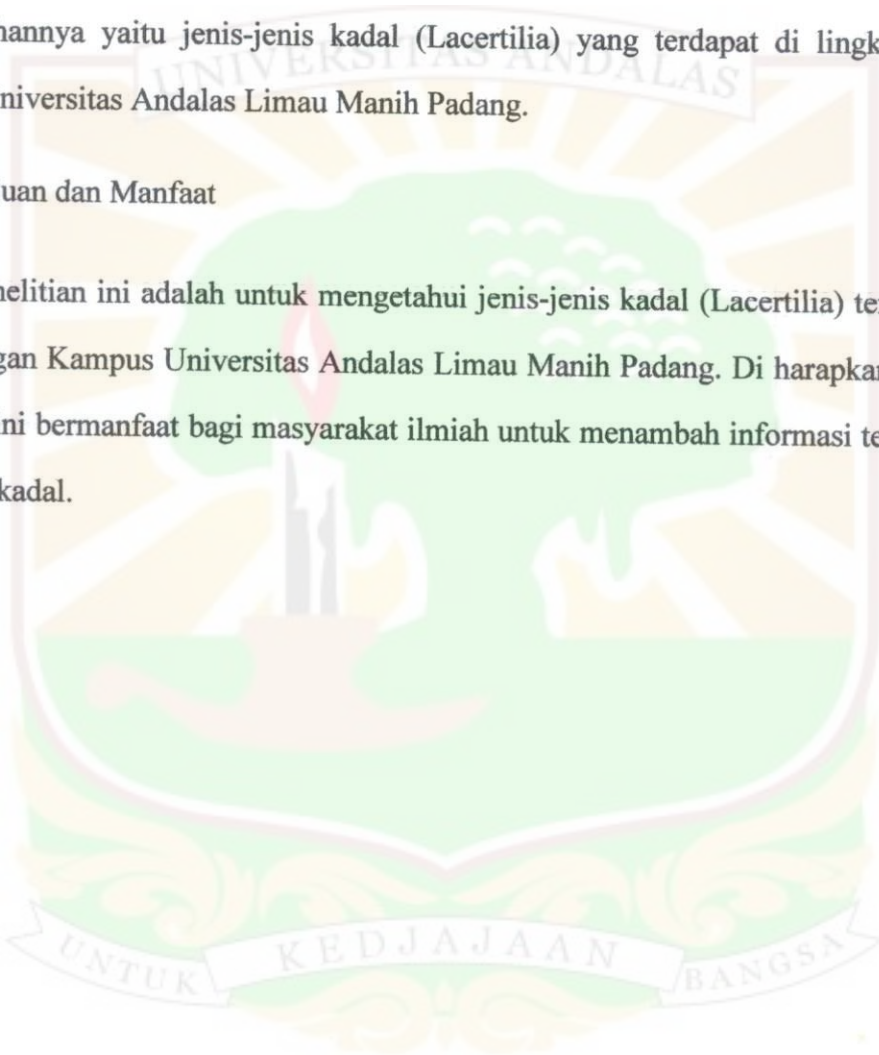 nannya yaitu jenis-jenis kadal (Lacertilia) yang terdapat di lingk
UNIVERSITAS ANDALAS
niversitas Andalas Limau Manih Padang.
uan dan Manfaat
nelitian ini adalah untuk mengetahui jenis-jenis kadal (Lacertilia) te
gan Kampus Universitas Andalas Limau Manih Padang. Di harapkan
ini bermanfaat bagi masyarakat ilmiah untuk menambah informasi te
kadal.
UNTUK KEDJAJAAN BANGSA